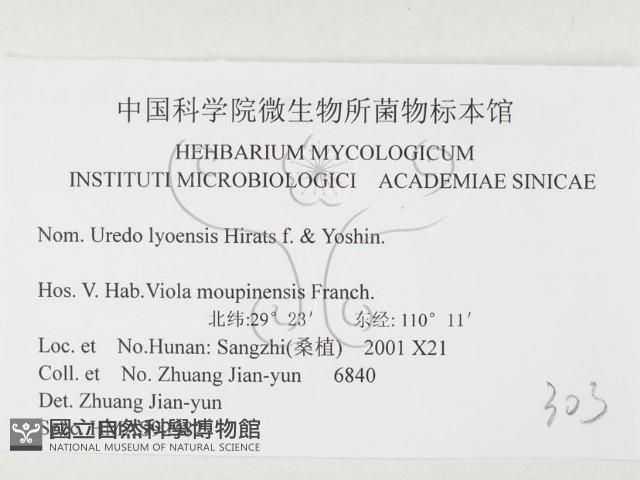 中国科学院微生物所菌物标本馆
HEHBARIUM MYCOLOGICUM
INSTITUTI MICROBIOLOGICI ACADEMIAE SINICAE
Nom. Uredo lyoensis Hirats f. & Yoshin.
Hos. V. Hab.Viola moupinensis Franch.
北纬:29° 23′ 东经: 110° 11′
Loc. et No.Hunan: Sangzhi(桑植) 2001 X21
Coll. et No. Zhuang Jian-yun 6840
Det. Zhuang Jian-yun
303
國立自然科學博物館
NATIONAL MUSEUM OF NATURAL SCIENCE